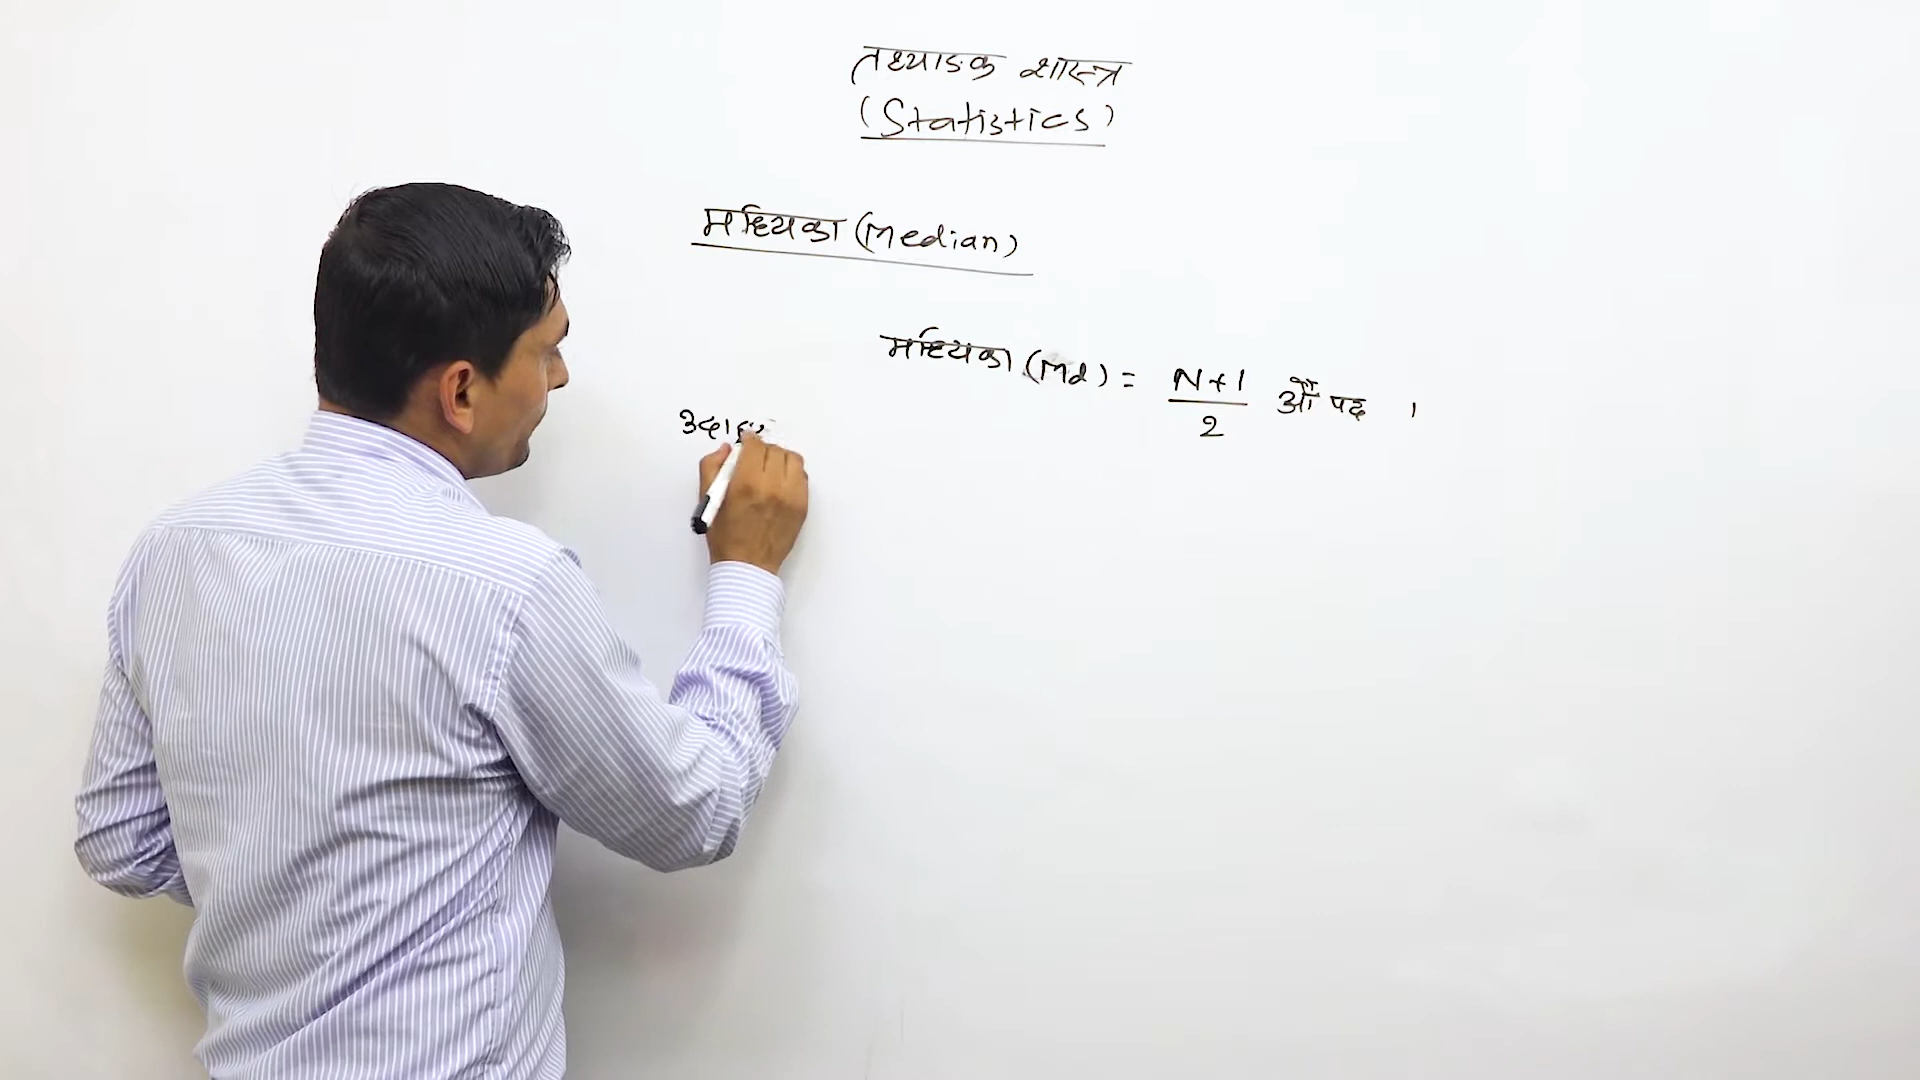 तथ्याङ्क शास्त्र
(Statistics)
मध्यिका (Median)
मध्यिका (Md) = N+1/2 औँ पद ।